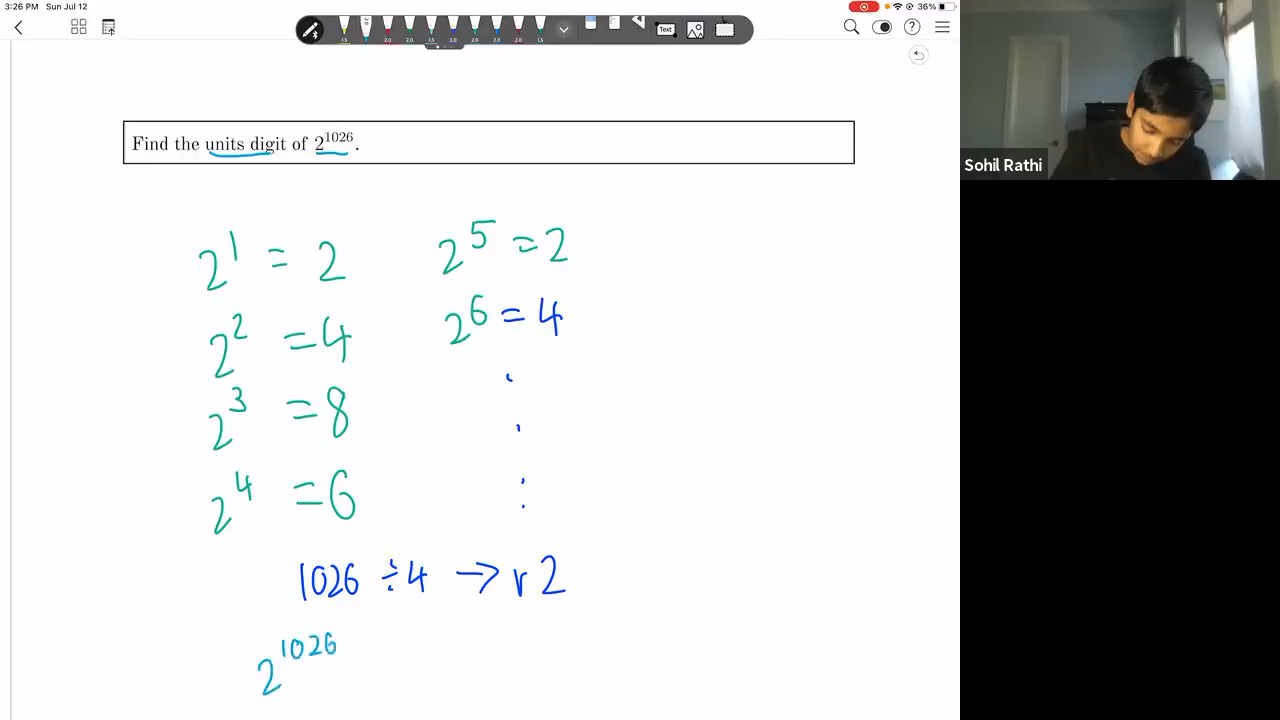 3:26 PM Sun Jul 12
36%
Text
Find the units digit of 2^1026.
2^1 = 2
2^2 = 4
2^3 = 8
2^4 = 6
2^5 = 2
2^6 = 4
1026 ÷ 4 → r 2
2^1026
Sohil Rathi